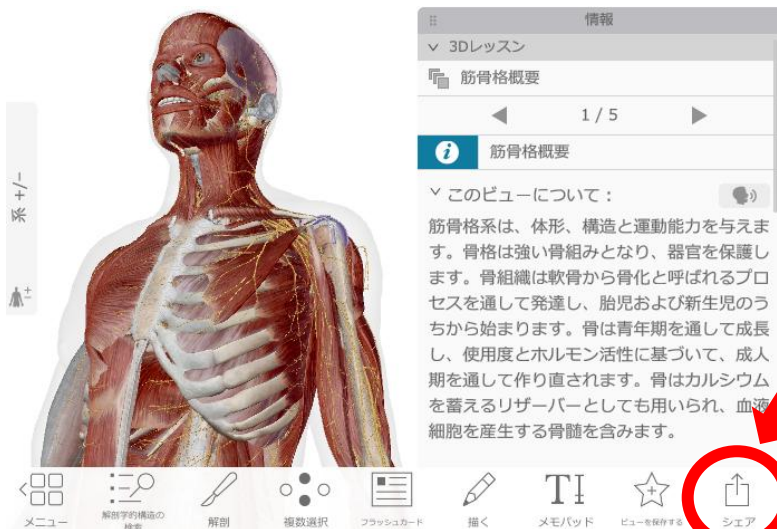 情報
3Dレッスン
筋骨格概要
1 / 5
筋骨格概要
このビューについて：
筋骨格系は、体形、構造と運動能力を与えま
す。骨格は強い骨組みとなり、器官を保護し
ます。骨組織は軟骨から骨化と呼ばれるプロ
セスを通して発達し、胎児および新生児のう
ちから始まります。骨は青年期を通して成長
し、使用度とホルモン活性に基づいて、成人
期を通して作り直されます。骨はカルシウム
を蓄えるリザーバーとしても用いられ、血液
細胞を産生する骨髄を含みます。
系 +/-
メニュー
解剖学的構造の
検索
解剖
複数選択
フラッシュカード
描く
メモパッド
ビューを保存する
シェア